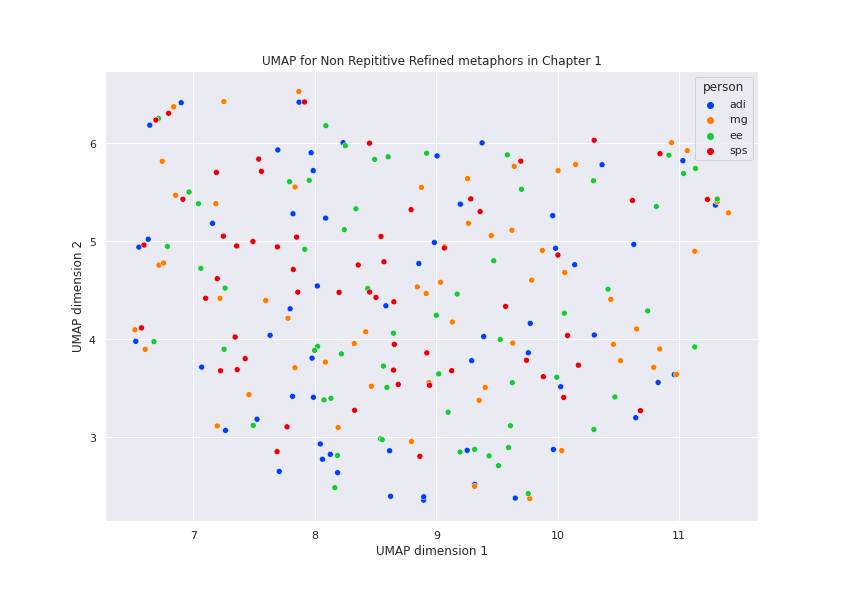 UMAP for Non Repititive Refined metaphors in Chapter 1
person
adi
mg
ee
sps
6
5
4
3
UMAP dimension 2
7
8
9
10
11
UMAP dimension 1